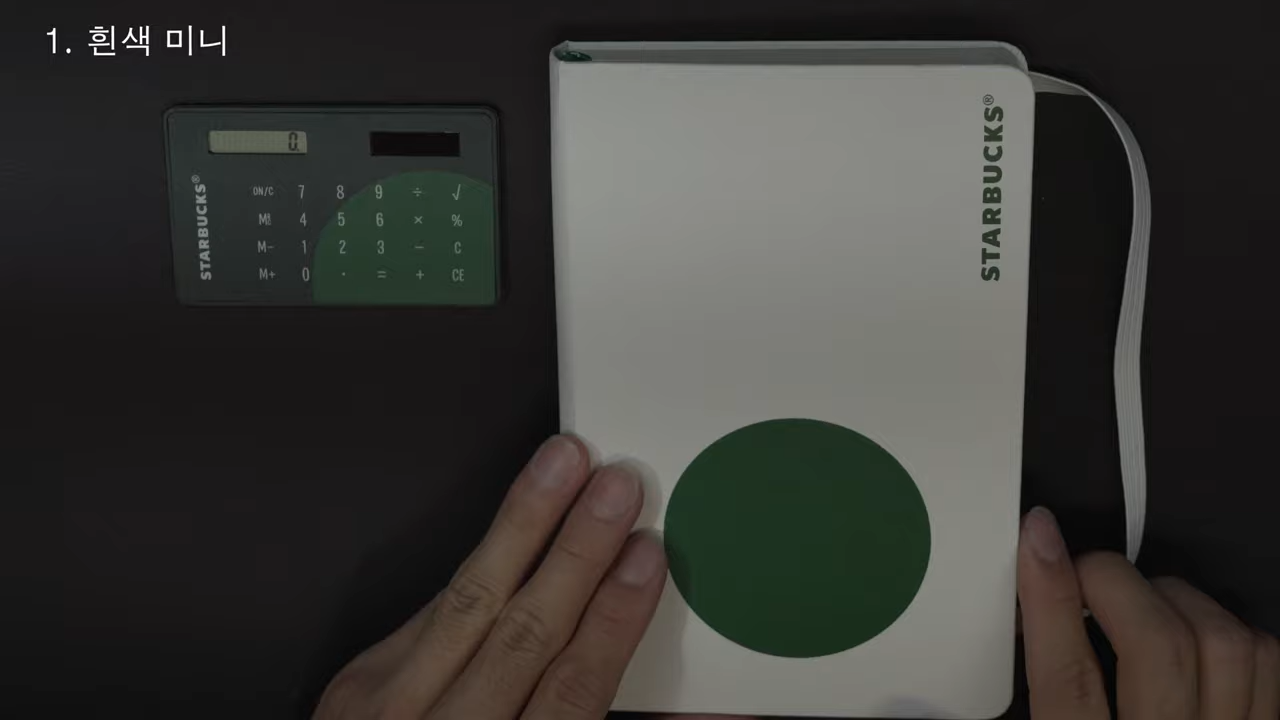 1. 흰색 미니
0.
STARBUCKS®
ON/C 7 8 9 ÷ √
4 5 6 × %
M- 1 2 3 - C
M+ 0 · = + CE
STARBUCKS®